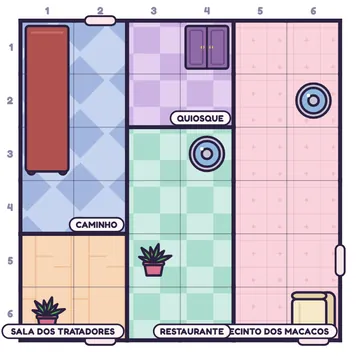 1 2 3 4 5 6
1
QUIOSQUE
2
3
CAMINHO
4
5
6
SALA DOS TRATADORES
RESTAURANTE
ECINTO DOS MACACOS